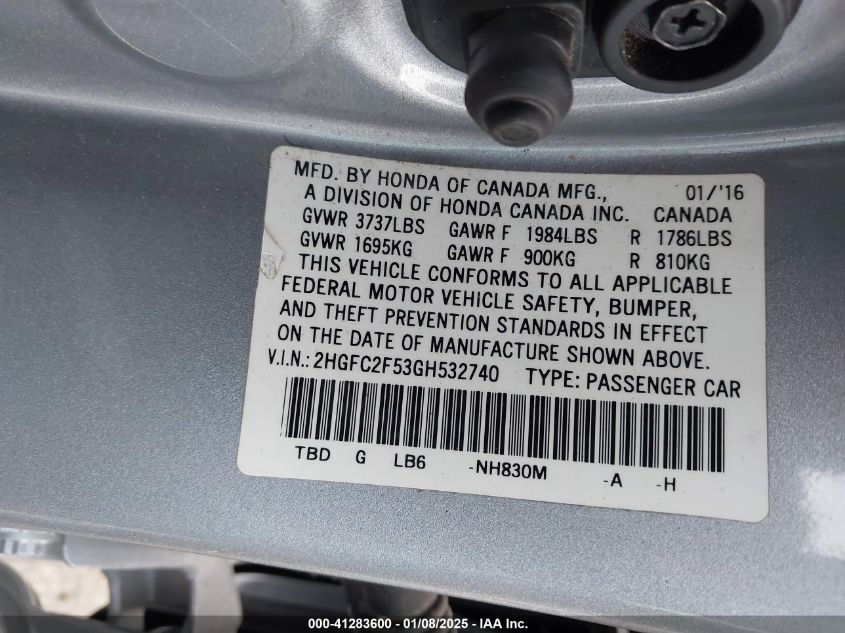 MFD. BY HONDA OF CANADA MFG., 01/'16
A DIVISION OF HONDA CANADA INC. CANADA
GVWR 3737LBS GAWR F 1984LBS R 1786LBS
GVWR 1695KG GAWR F 900KG R 810KG
THIS VEHICLE CONFORMS TO ALL APPLICABLE
FEDERAL MOTOR VEHICLE SAFETY, BUMPER,
AND THEFT PREVENTION STANDARDS IN EFFECT
ON THE DATE OF MANUFACTURE SHOWN ABOVE.
V.I.N.: 2HGFC2F53GH532740 TYPE: PASSENGER CAR
TBD G LB6 -NH830M -A -H
000-41283600 - 01/08/2025 - IAA Inc.